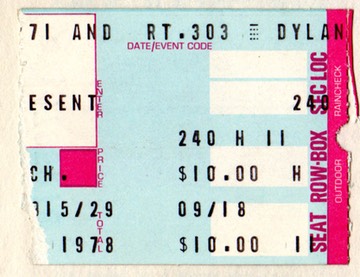 71 AND RT.303 DYLAN
DATE/EVENT CODE
ESENT 240
240 H 11
CH. $10.00 H
315/29 09/18
1978 $10.00 11
ENTER
PRICE
TOTAL
SEAT ROW-BOX SEC LOC
OUTDOOR RAINCHECK